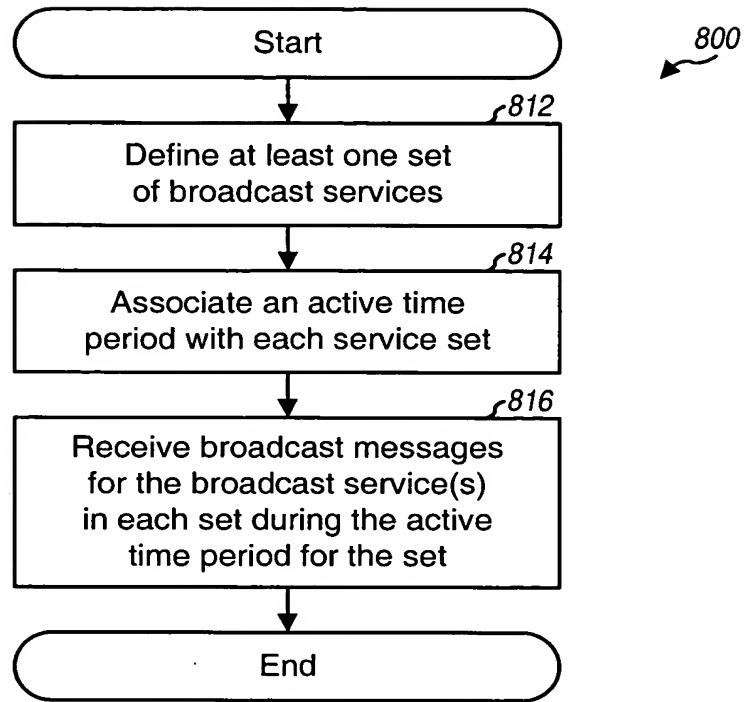 Start
800
812
Define at least one set
of broadcast services
814
Associate an active time
period with each service set
816
Receive broadcast messages
for the broadcast service(s)
in each set during the active
time period for the set
End